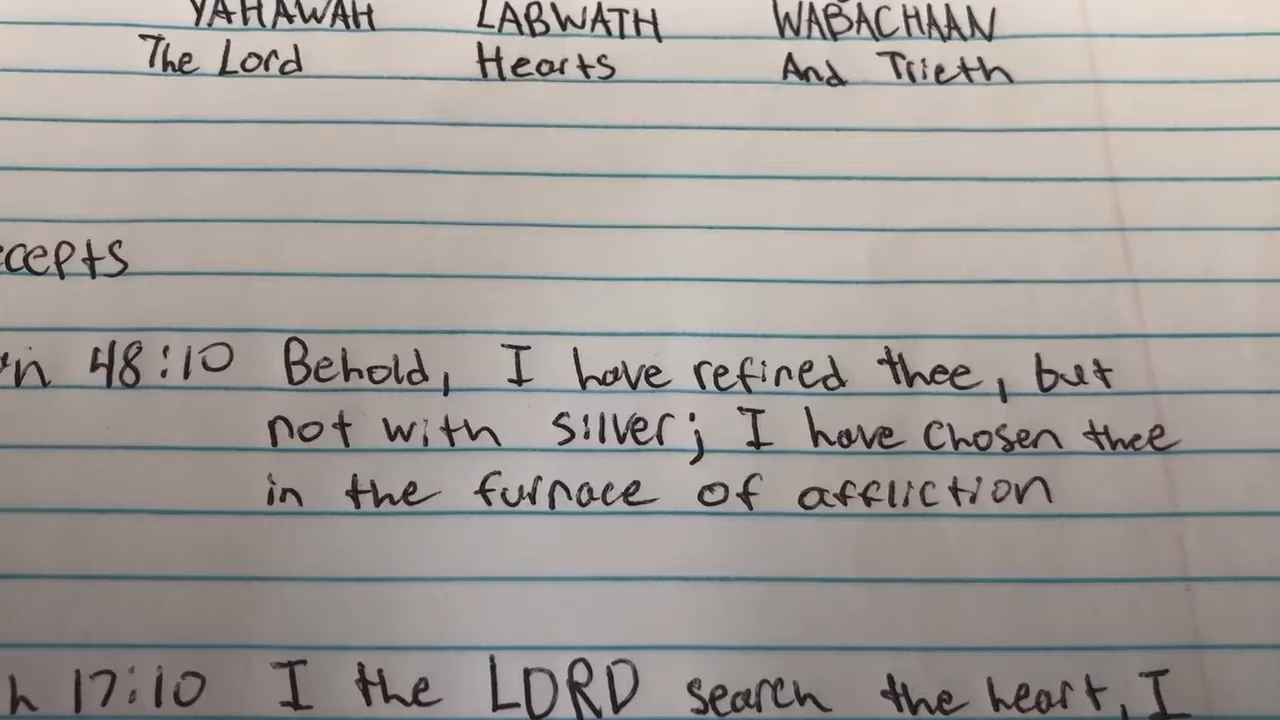 YAHAWAH LABWATH WABACHAAN
The Lord Hearts And Trieth
cepts
n 48:10 Behold, I have refined thee, but
not with silver; I have chosen thee
in the furnace of affliction
h 17:10 I the LORD search the heart, I